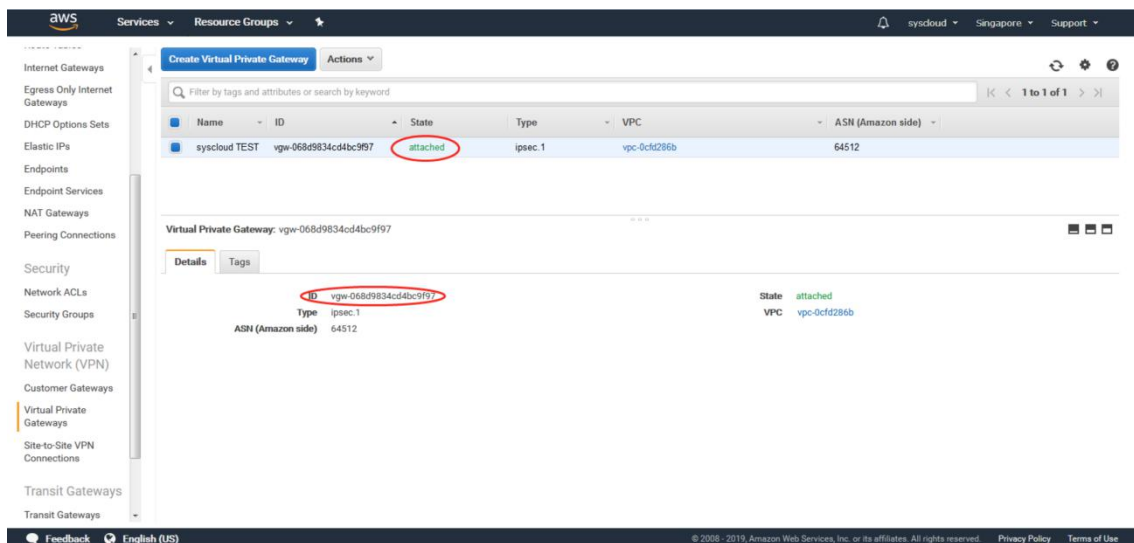 aws Services Resource Groups sysdoud Singapore Support
Internet Gateways
Egress Only Internet
Gateways
DHCP Options Sets
Elastic IPs
Endpoints
Endpoint Services
NAT Gateways
Peering Connections
Security
Network ACLs
Security Groups
Virtual Private
Network (VPN)
Customer Gateways
Virtual Private
Gateways
Site-to-Site VPN
Connections
Transit Gateways
Transit Gateways
Create Virtual Private Gateway Actions
Filter by tags and attributes or search by keyword
1 to 1 of 1
Name ID State Type VPC ASN (Amazon side)
syscloud TEST vgw-068d9834cd4bc9f97 attached ipsec.1 vpc-0cfd286b 64512
Virtual Private Gateway: vgw-068d9834cd4bc9f97
Details Tags
ID vgw-068d9834cd4bc9f97 State attached
Type ipsec.1 VPC vpc-0cfd286b
ASN (Amazon side) 64512
Feedback English (US) © 2008 - 2019, Amazon Web Services, Inc. or its affiliates. All rights reserved. Privacy Policy Terms of Use